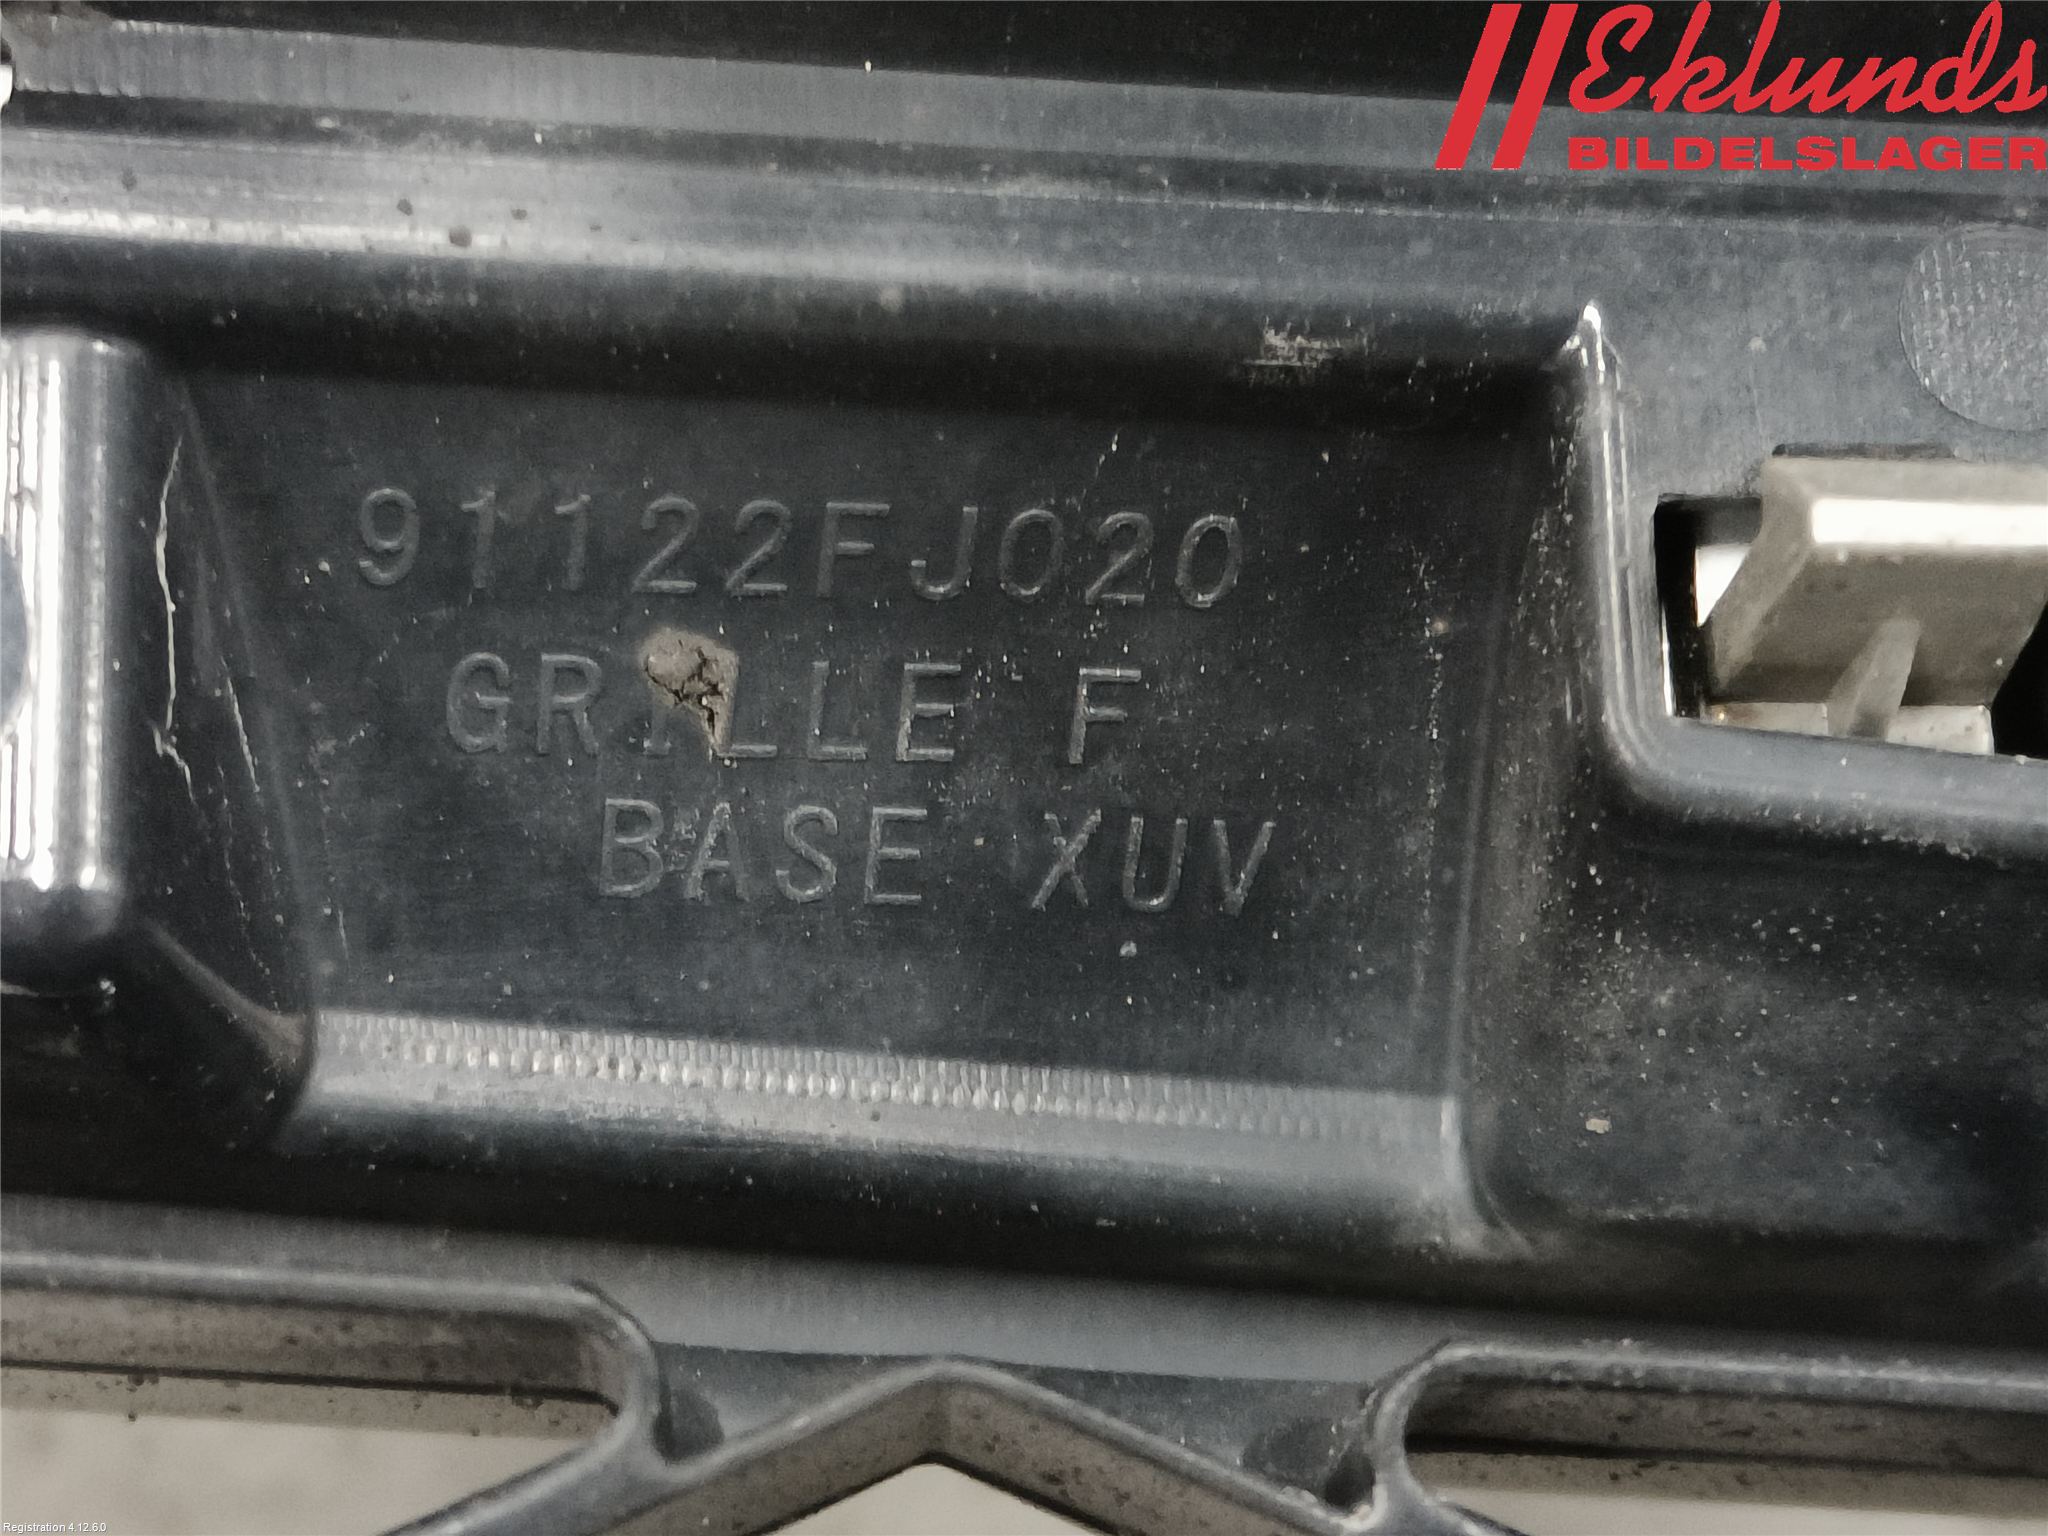 Eklunds
BILDELSLAGER
91122FJ020
GRILLE F
BASE XUV
Registration 4.12.6.0